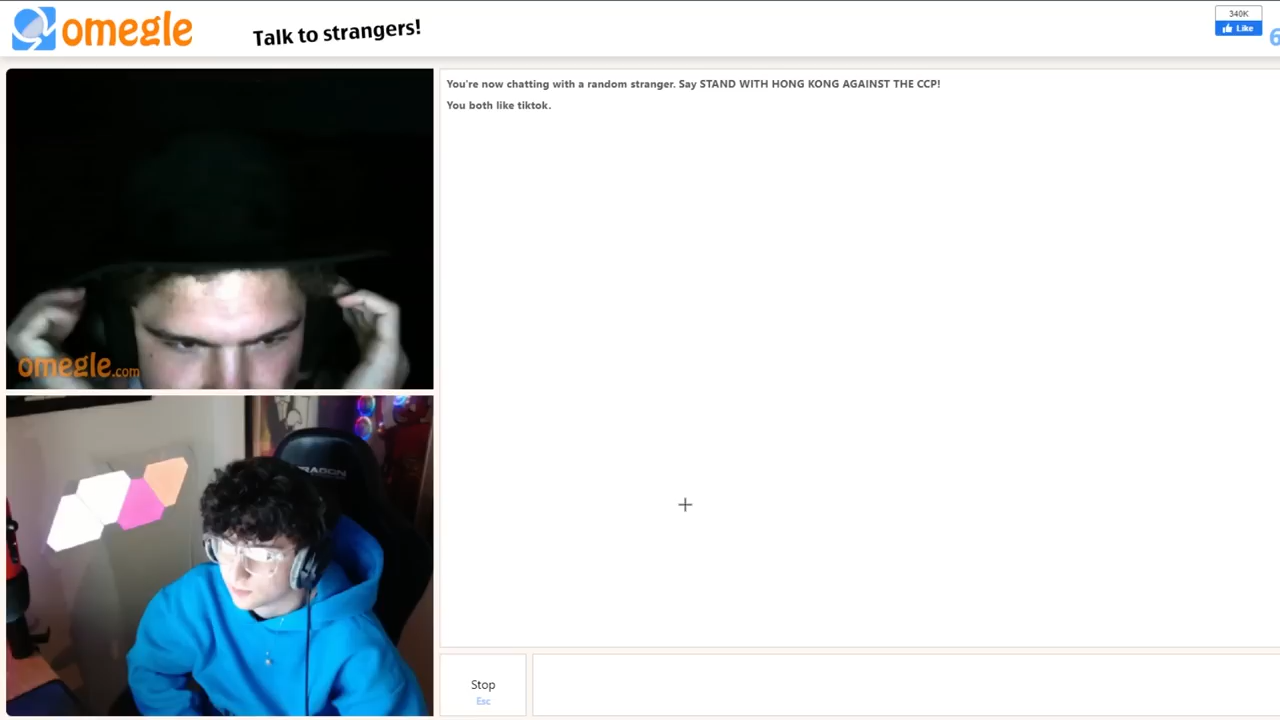 omegle
Talk to strangers!
340K
Like
6
You're now chatting with a random stranger. Say STAND WITH HONG KONG AGAINST THE CCP!
You both like tiktok.
omegle.com
Stop
Esc